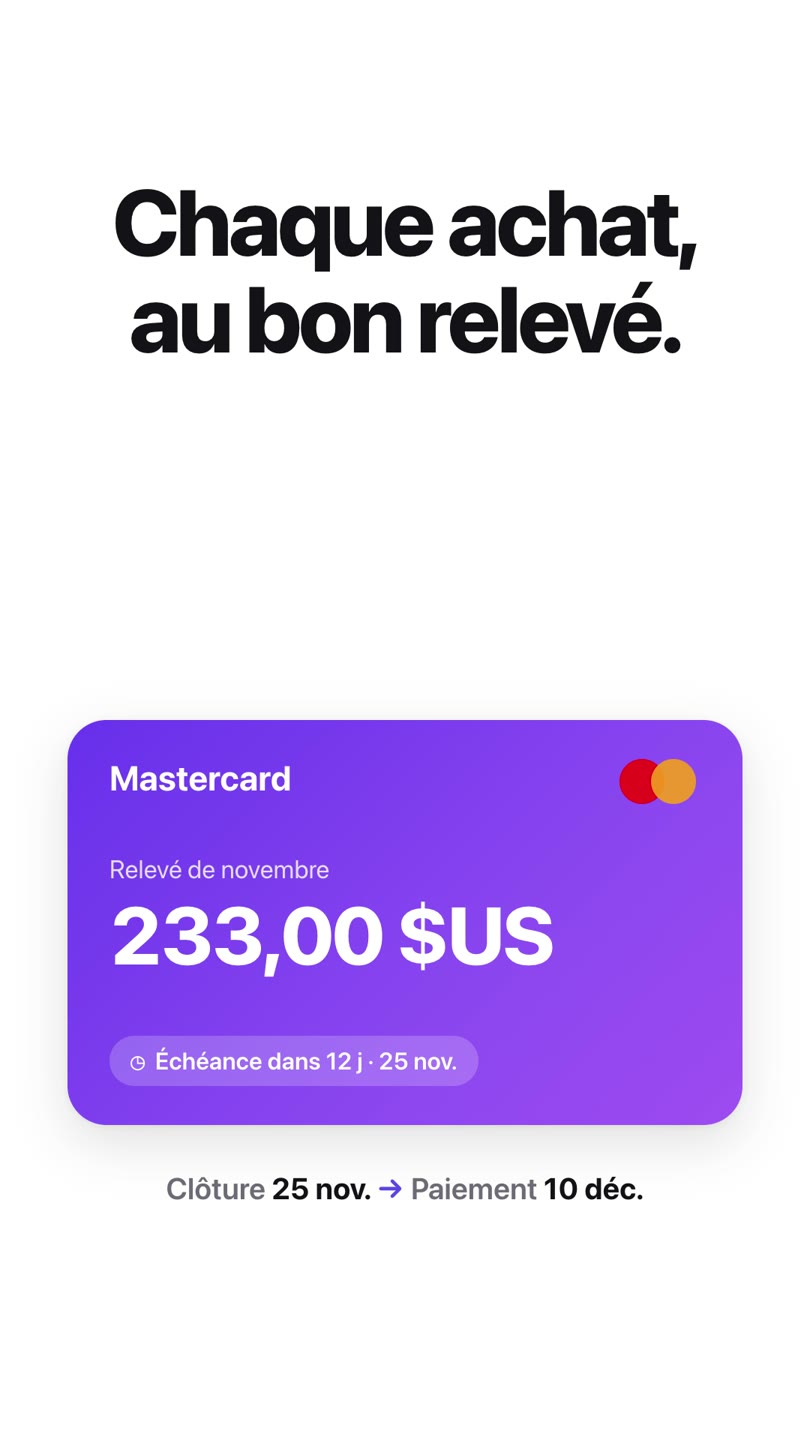 Chaque achat,
au bon relevé.
Mastercard
Relevé de novembre
233,00 $US
Échéance dans 12 j · 25 nov.
Clôture 25 nov. → Paiement 10 déc.